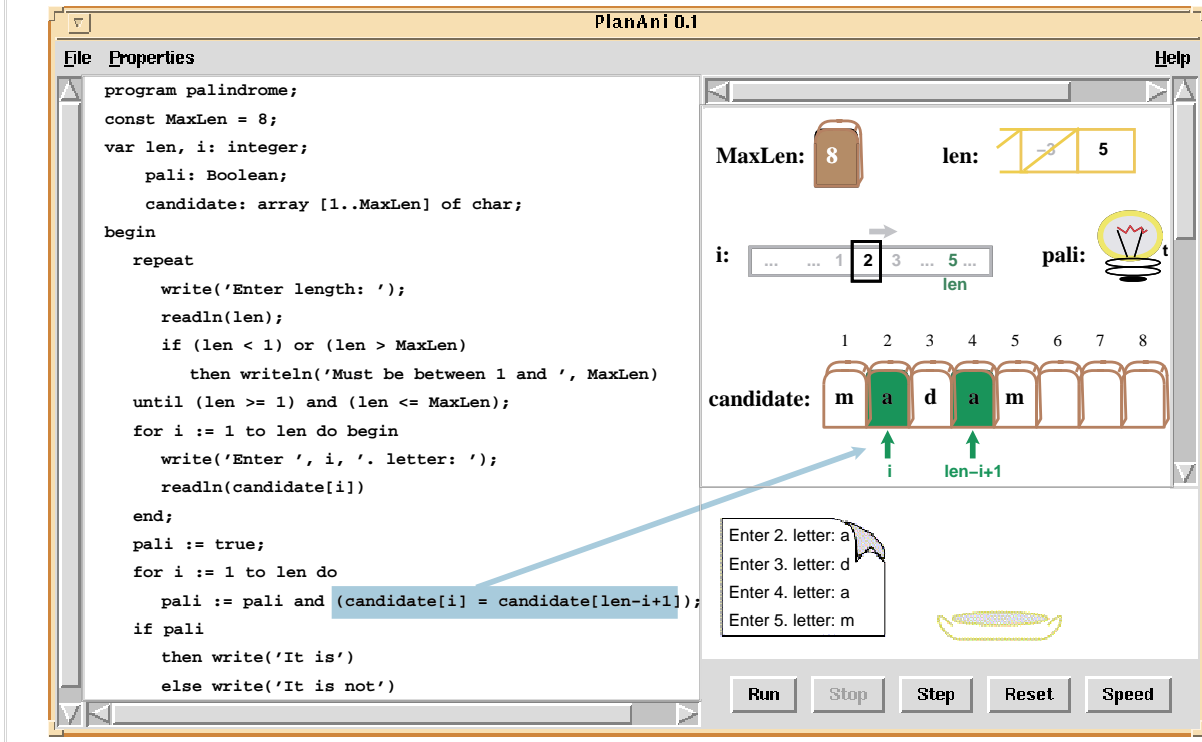 PlanAni 0.1
File Properties Help
program palindrome;
const MaxLen = 8;
var len, i: integer;
pali: Boolean;
candidate: array [1..MaxLen] of char;
begin
repeat
write('Enter length: ');
readln(len);
if (len < 1) or (len > MaxLen)
then writeln('Must be between 1 and ', MaxLen)
until (len >= 1) and (len <= MaxLen);
for i := 1 to len do begin
write('Enter ', i, '. letter: ');
readln(candidate[i])
end;
pali := true;
for i := 1 to len do
pali := pali and (candidate[i] = candidate[len-i+1]);
if pali
then write('It is')
else write('It is not')
MaxLen: 8 len: −3 5
i: ... ... 1 2 3 ... 5 ... pali: t
len
1 2 3 4 5 6 7 8
candidate: m a d a m
i len−i+1
Enter 2. letter: a
Enter 3. letter: d
Enter 4. letter: a
Enter 5. letter: m
Run Stop Step Reset Speed